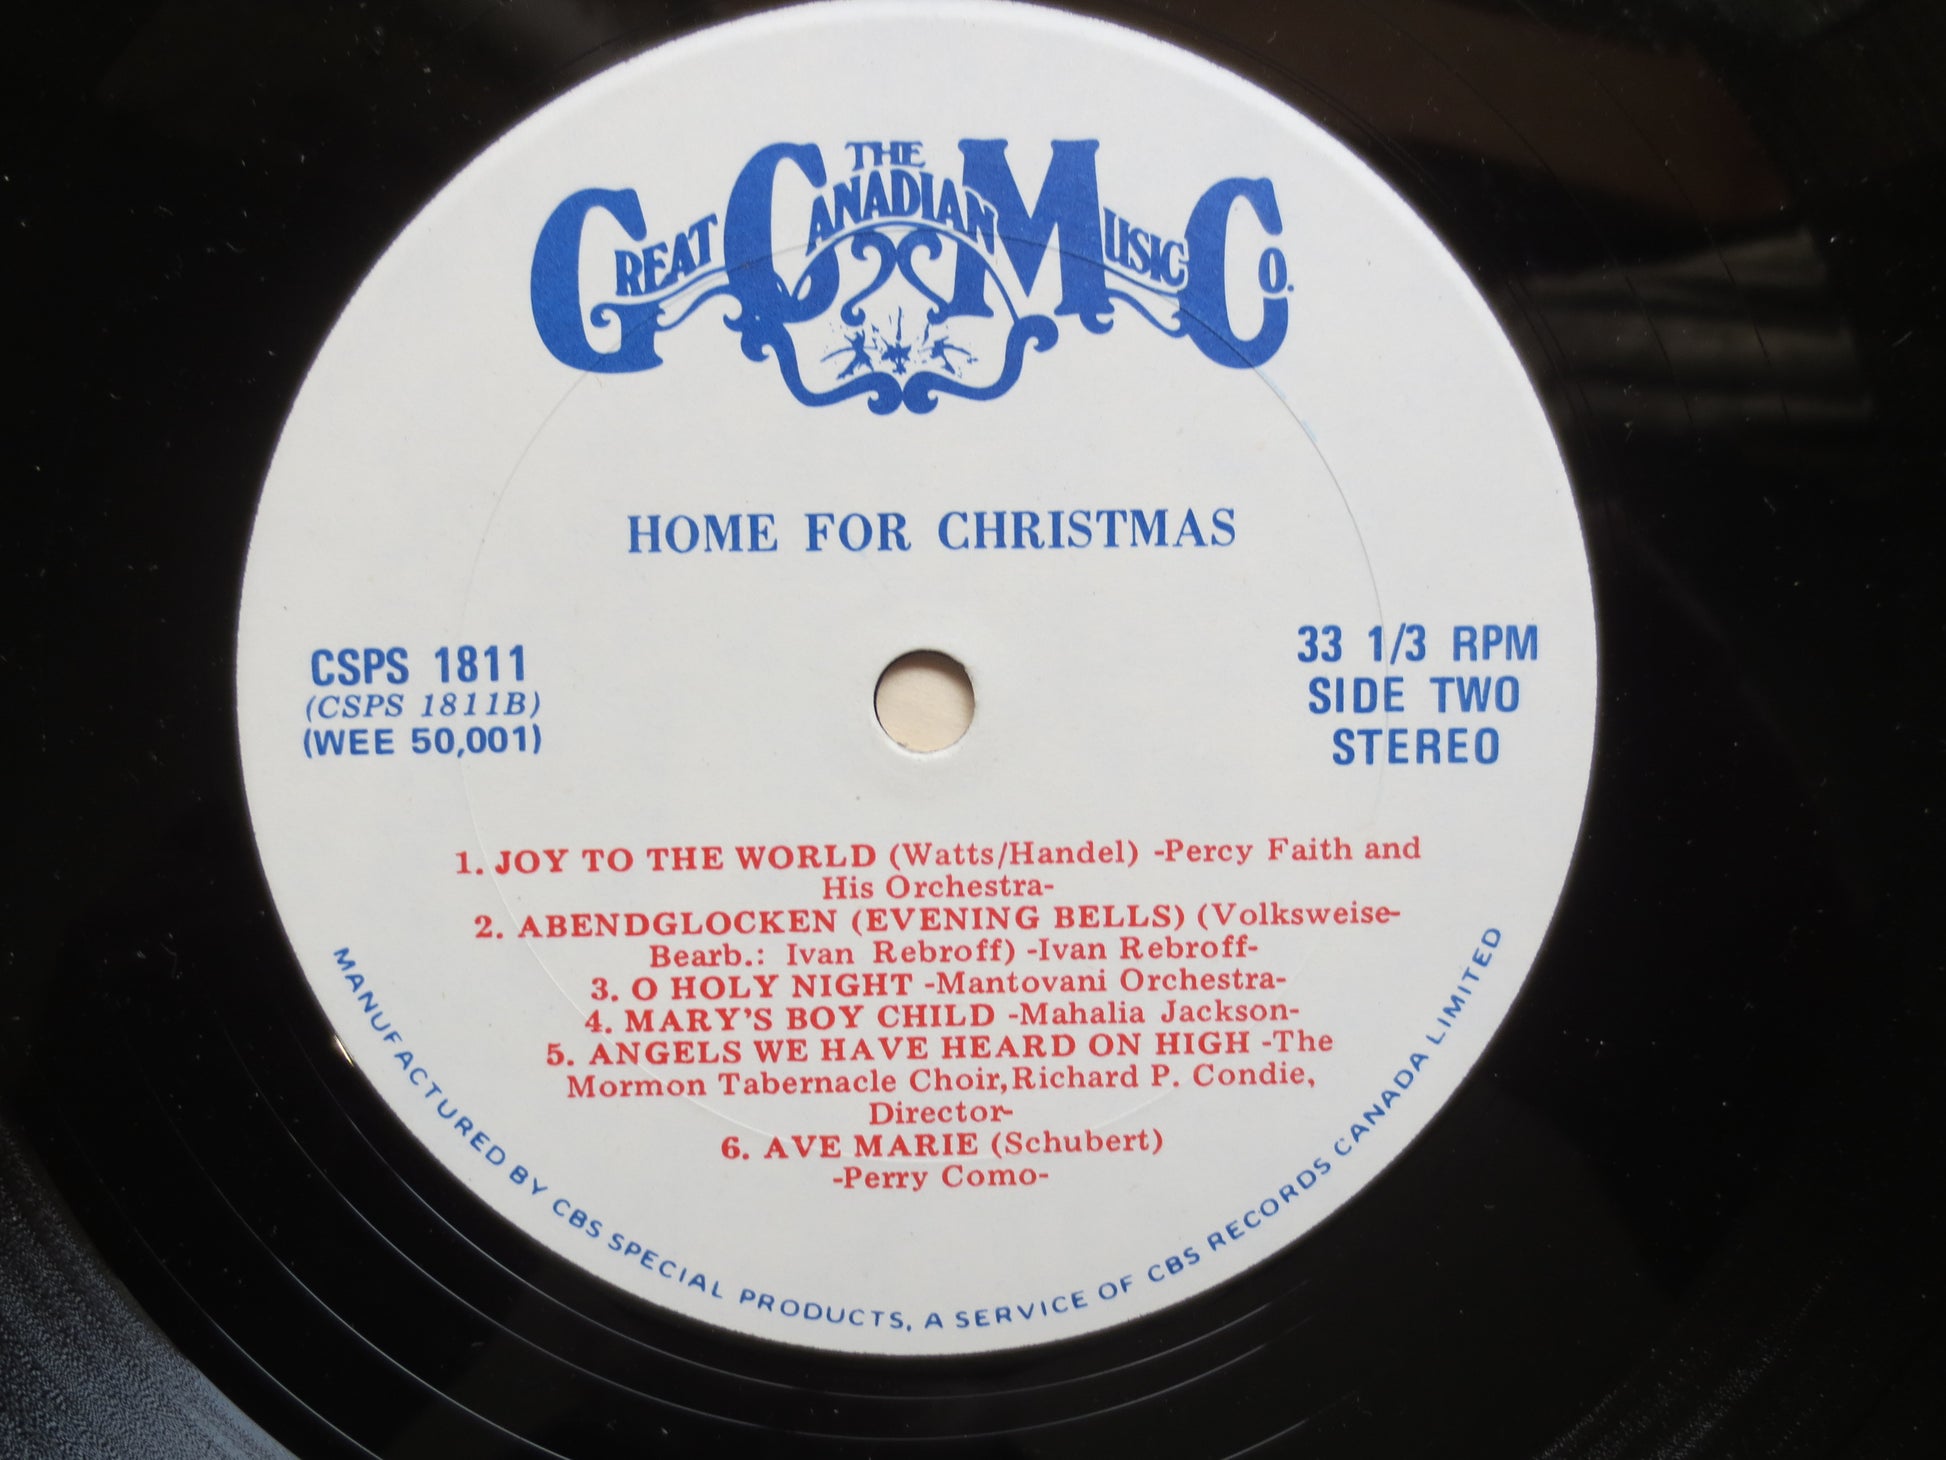 THE
GREAT CANADIAN MUSIC CO.
HOME FOR CHRISTMAS
CSPS 1811
(CSPS 1811B)
(WEE 50,001)
33 1/3 RPM
SIDE TWO
STEREO
1. JOY TO THE WORLD (Watts/Handel) -Percy Faith and
His Orchestra-
2. ABENDGLOCKEN (EVENING BELLS) (Volksweise-
Bearb.: Ivan Rebroff) -Ivan Rebroff-
3. O HOLY NIGHT -Mantovani Orchestra-
4. MARY'S BOY CHILD -Mahalia Jackson-
5. ANGELS WE HAVE HEARD ON HIGH -The
Mormon Tabernacle Choir,Richard P. Condie,
Director-
6. AVE MARIE (Schubert)
-Perry Como-
MANUFACTURED BY CBS SPECIAL PRODUCTS, A SERVICE OF CBS RECORDS CANADA LIMITED